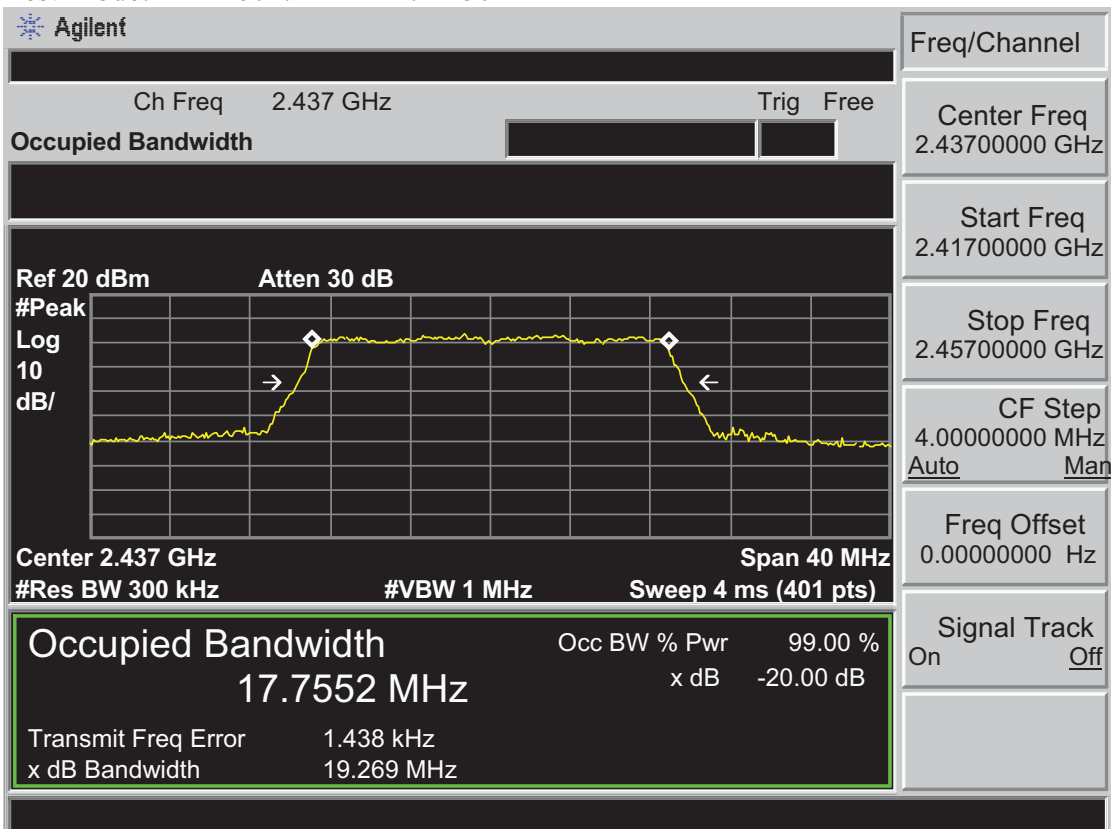 Agilent
Freq/Channel
Ch Freq 2.437 GHz Trig Free
Occupied Bandwidth
Center Freq
2.43700000 GHz
Start Freq
2.41700000 GHz
Stop Freq
2.45700000 GHz
CF Step
4.00000000 MHz
Auto Man
Freq Offset
0.00000000 Hz
Signal Track
On Off
Ref 20 dBm Atten 30 dB
#Peak
Log
10
dB/
Center 2.437 GHz Span 40 MHz
#Res BW 300 kHz #VBW 1 MHz Sweep 4 ms (401 pts)
Occupied Bandwidth Occ BW % Pwr 99.00 %
17.7552 MHz x dB -20.00 dB
Transmit Freq Error 1.438 kHz
x dB Bandwidth 19.269 MHz